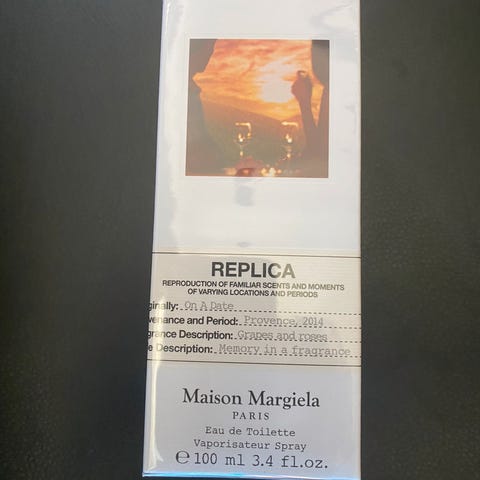 REPLICA
REPRODUCTION OF FAMILIAR SCENTS AND MOMENTS
OF VARYING LOCATIONS AND PERIODS
ginally: On A Date
venance and Period: Provence, 2014
grance Description: Grapes and roses
e Description: Memory in a fragrance
Maison Margiela
PARIS
Eau de Toilette
Vaporisateur Spray
℮ 100 ml 3.4 fl.oz.